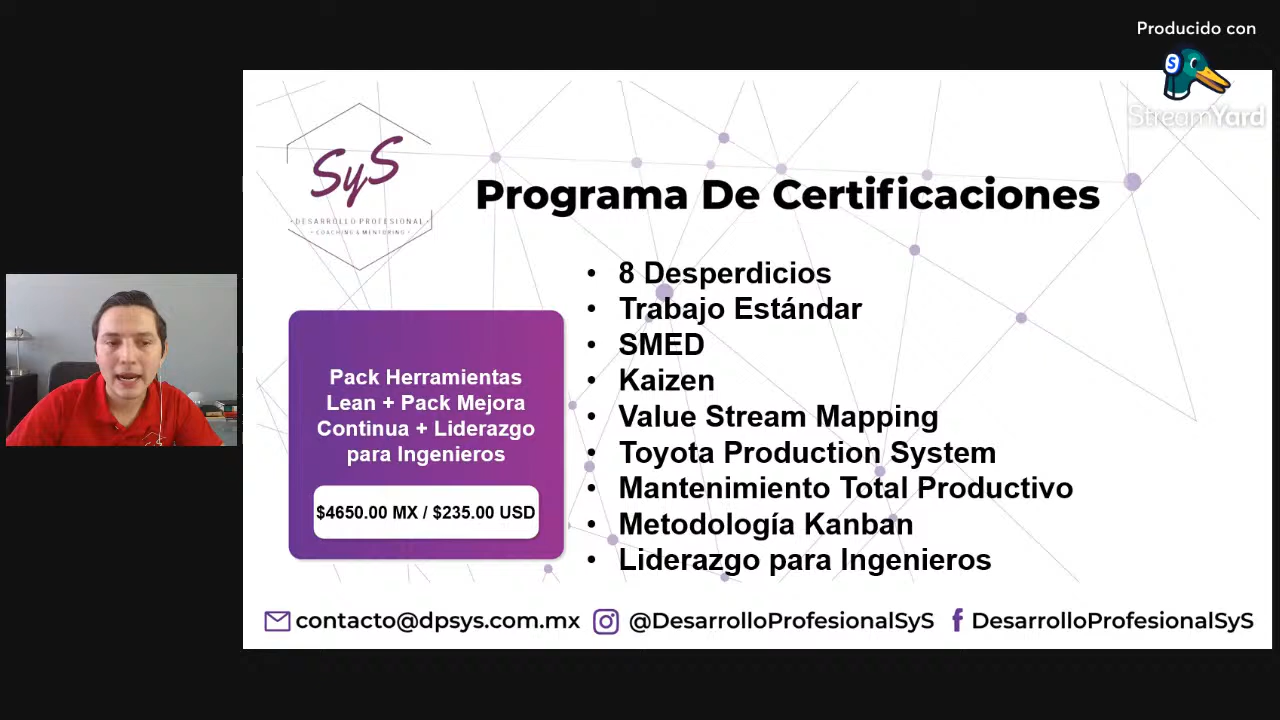 Producido con
StreamYard
SyS
DESARROLLO PROFESIONAL
COACHING & MENTORING
Programa De Certificaciones
Pack Herramientas
Lean + Pack Mejora
Continua + Liderazgo
para Ingenieros
$4650.00 MX / $235.00 USD
• 8 Desperdicios
• Trabajo Estándar
• SMED
• Kaizen
• Value Stream Mapping
• Toyota Production System
• Mantenimiento Total Productivo
• Metodología Kanban
• Liderazgo para Ingenieros
contacto@dpsys.com.mx @DesarrolloProfesionalSyS DesarrolloProfesionalSyS